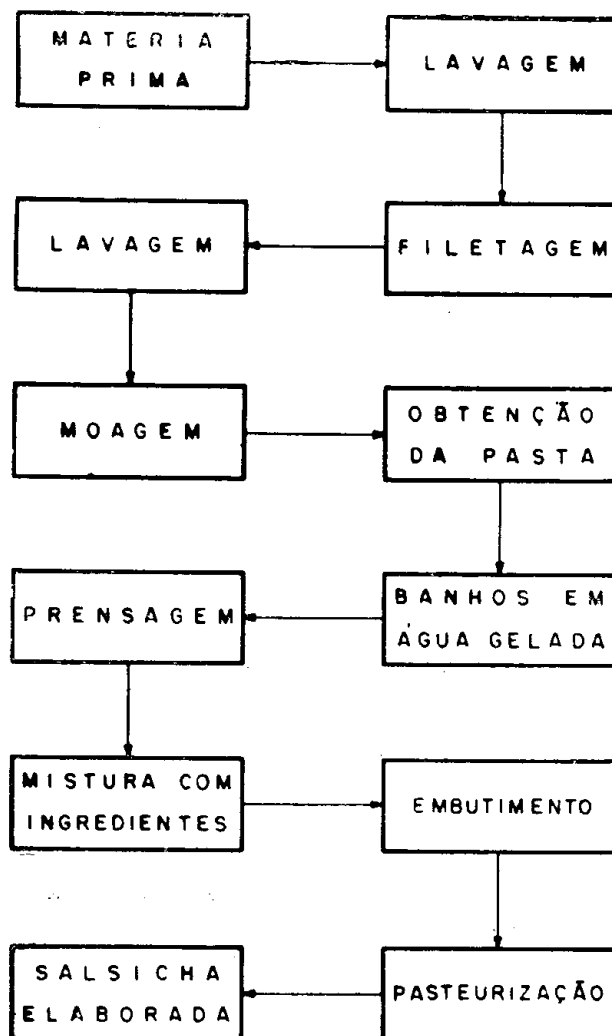 MATERIA
PRIMA
LAVAGEM
FILETAGEM
LAVAGEM
MOAGEM
OBTENÇÃO
DA PASTA
BANHOS EM
ÁGUA GELADA
PRENSAGEM
MISTURA COM
INGREDIENTES
EMBUTIMENTO
PASTEURIZAÇÃO
SALSICHA
ELABORADA